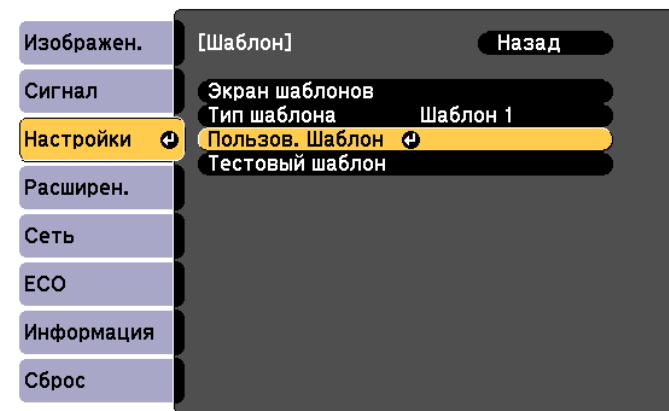 Изображен.
Сигнал
Настройки
Расширен.
Сеть
ECO
Информация
Сброс
[Шаблон] Назад
Экран шаблонов
Тип шаблона Шаблон 1
Пользов. Шаблон
Тестовый шаблон